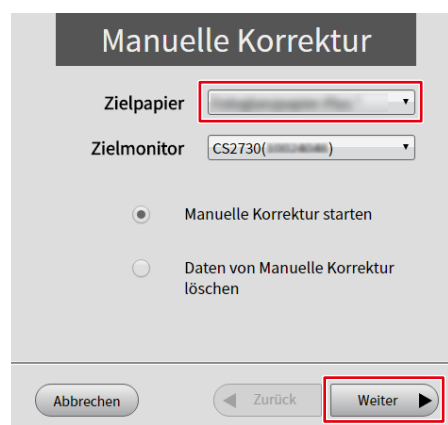 Manuelle Korrektur
Zielpapier
Zielmonitor CS2730( )
Manuelle Korrektur starten
Daten von Manuelle Korrektur
löschen
Abbrechen Zurück Weiter